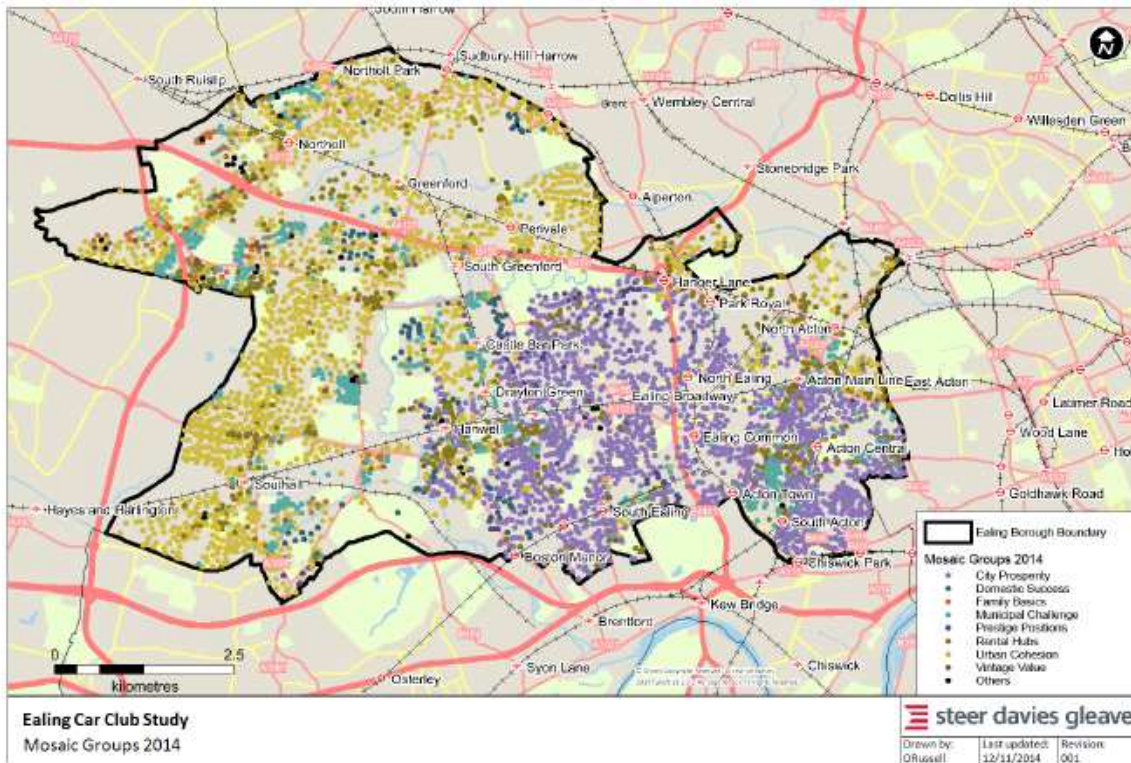 South Harrow
Sudbury Hill Harrow
South Ruislip
Northolt Park
Wembley Central
Brent
Dollis Hill
Willesden Green
Northolt
Stonebridge Park
Greenford
Alperton
Perivale
South Greenford
Hanger Lane
Park Royal
North Acton
Castle Bar Park
North Ealing
Acton Main Line
East Acton
Drayton Green
Ealing Broadway
Latimer Road
Hanwell
Ealing Common
Acton Central
Wood Lane
Southall
Acton Town
Goldhawk Road
Hayes and Harlington
South Ealing
South Acton
Boston Manor
Chiswick Park
Kew Bridge
Brentford
Syon Lane
Chiswick
Osterley
N
0 2.5
kilometres
Ealing Borough Boundary
Mosaic Groups 2014
City Prosperity
Domestic Success
Family Basics
Municipal Challenge
Prestige Positions
Rental Hubs
Urban Cohesion
Vintage Value
Others
Ealing Car Club Study
Mosaic Groups 2014
steer davies gleave
Drawn by: Last updated: Revision:
ORussell 12/11/2014 001